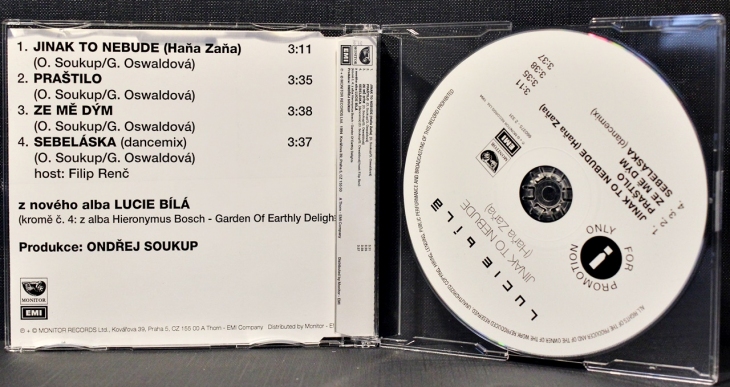 1. JINAK TO NEBUDE (Haňa Zaňa) 3:11
(O. Soukup/G. Oswaldová)
2. PRAŠTILO 3:35
(O. Soukup/G. Oswaldová)
3. ZE MĚ DÝM 3:38
(O. Soukup/G. Oswaldová)
4. SEBELÁSKA (dancemix) 3:37
(O. Soukup/G. Oswaldová)
host: Filip Renč
z nového alba LUCIE BÍLÁ
(kromě č. 4: z alba Hieronymus Bosch - Garden Of Earthly Deligh
Produkce: ONDŘEJ SOUKUP
MONITOR
EMI
℗ + © MONITOR RECORDS Ltd., Kovářova 39, Praha 5, CZ 155 00 A Thorn - EMI Company Distributed by Monitor - E
LUCIE BÍLÁ
JINAK TO NEBUDE
(Haňa Zaňa)
ONLY FOR
PROMOTION
1. JINAK TO NEBUDE (Haňa Zaňa) 3:11
2. PRAŠTILO 3:35
3. ZE MĚ DÝM 3:38
4. SEBELÁSKA (dancemix) 3:37
EMI
MONITOR